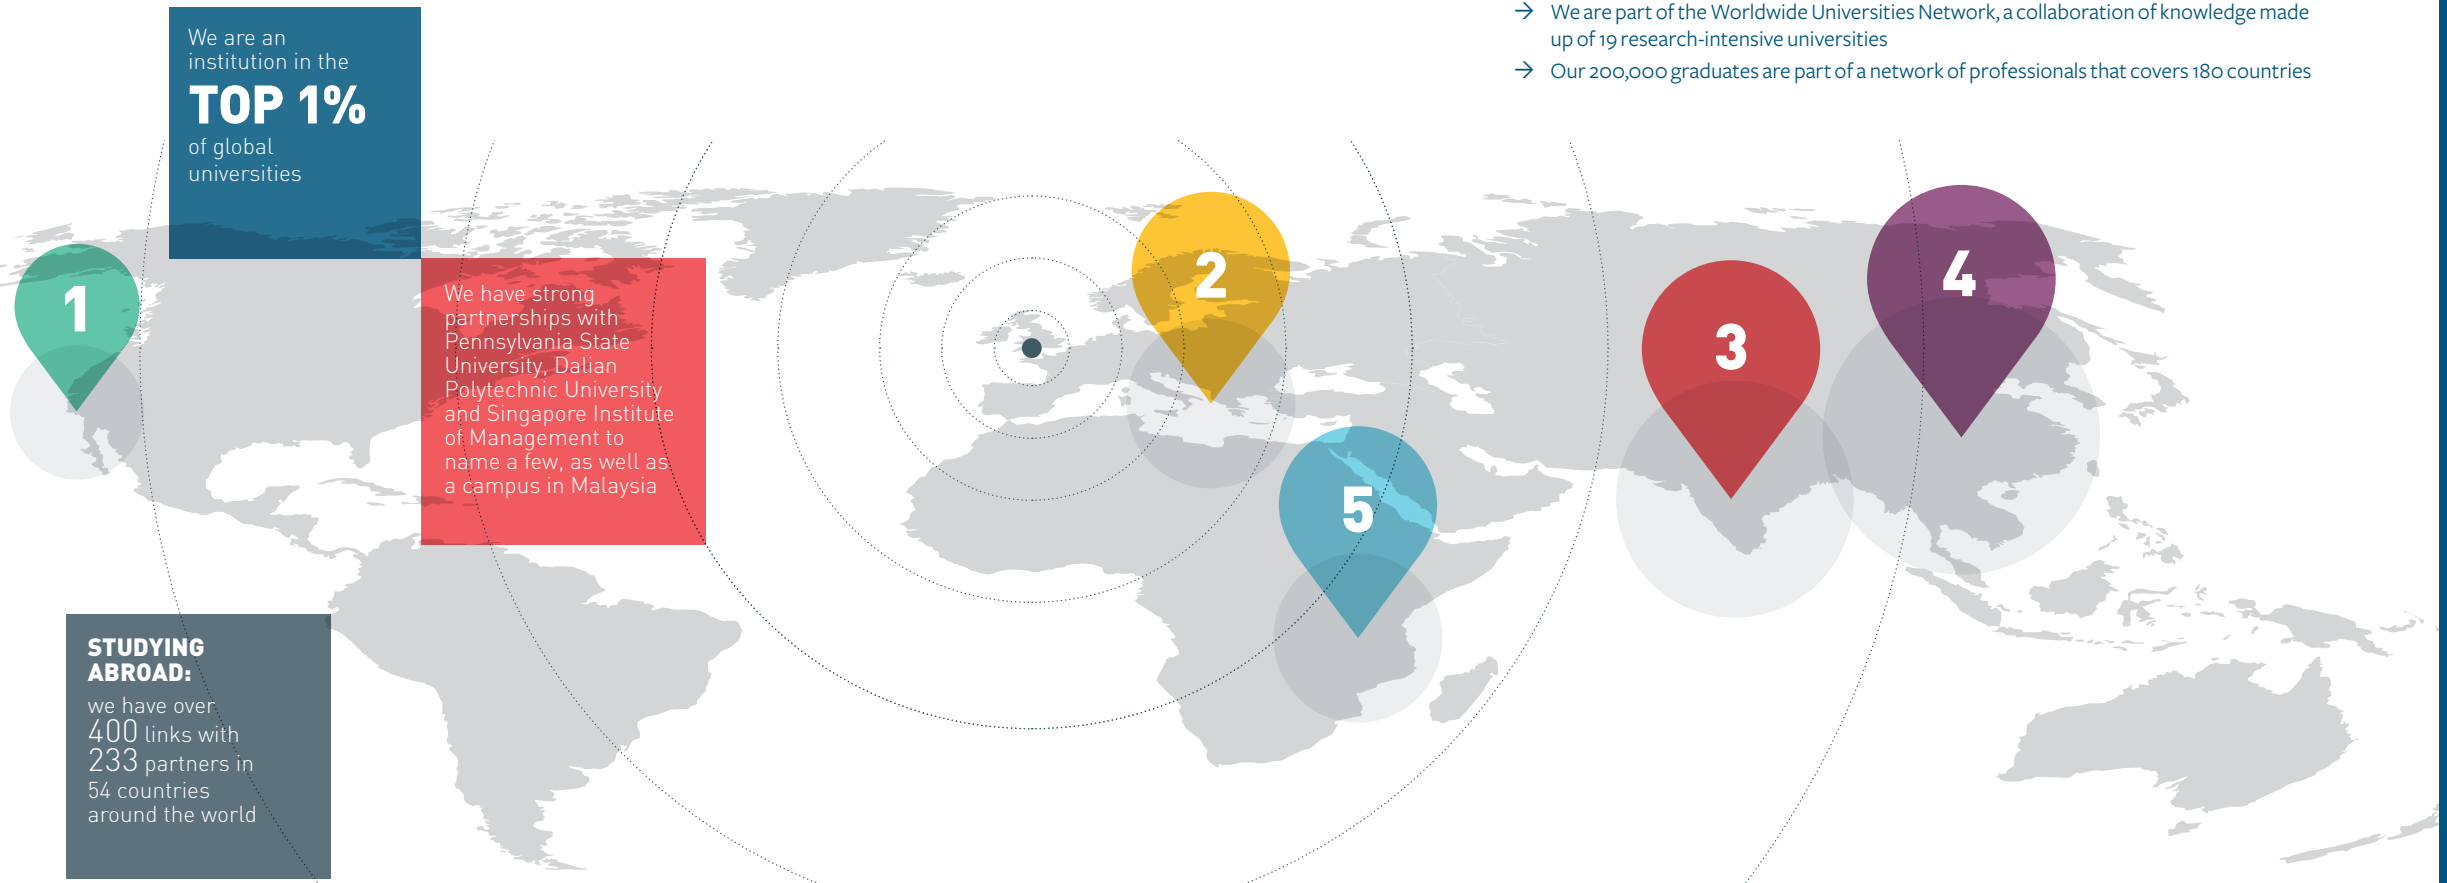 We are an
institution in the
TOP 1%
of global
universities
→ We are part of the Worldwide Universities Network, a collaboration of knowledge made
up of 19 research-intensive universities
→ Our 200,000 graduates are part of a network of professionals that covers 180 countries
1
2
3
4
5
We have strong
partnerships with
Pennsylvania State
University, Dalian
Polytechnic University
and Singapore Institute
of Management to
name a few, as well as
a campus in Malaysia
STUDYING
ABROAD:
we have over
400 links with
233 partners in
54 countries
around the world